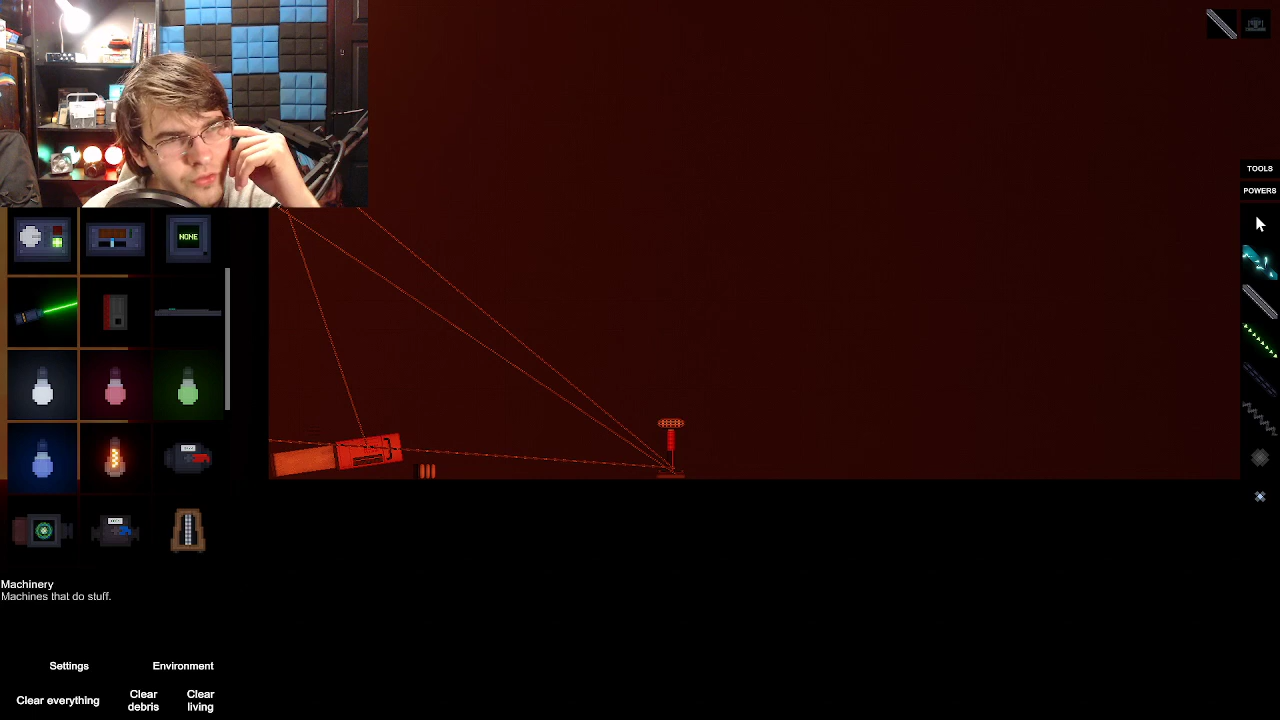 TOOLS
POWERS
NONE
Machinery
Machines that do stuff.
Settings
Environment
Clear everything
Clear
debris
Clear
living